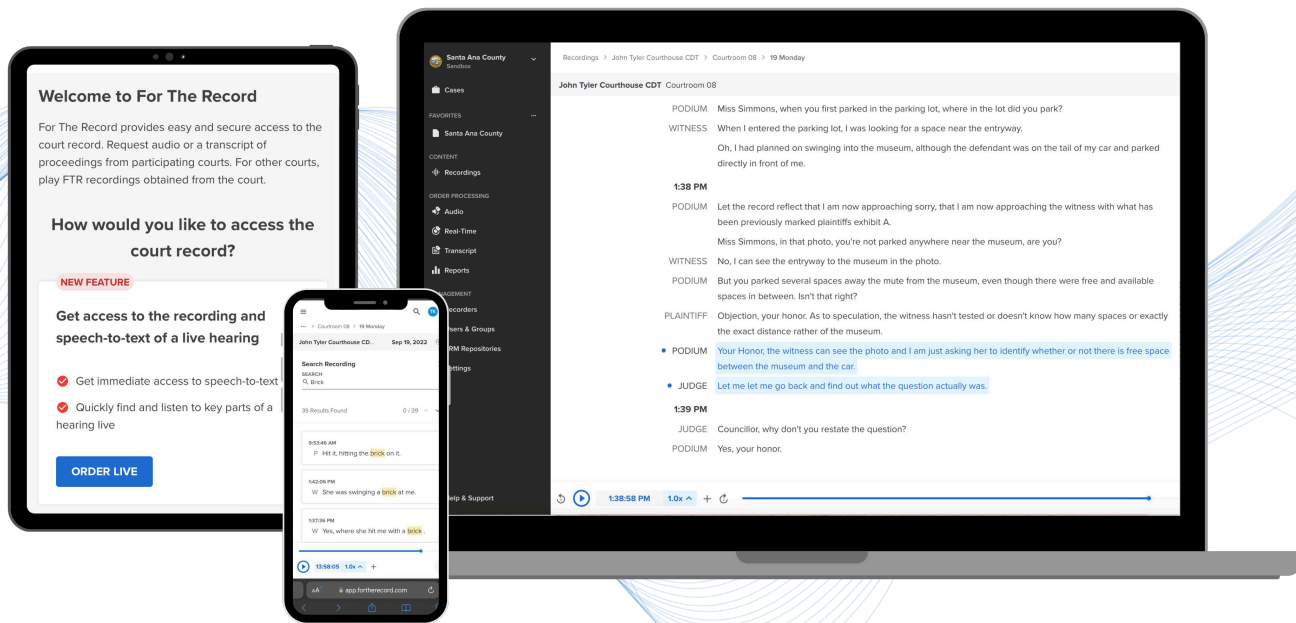 Welcome to For The Record
For The Record provides easy and secure access to the
court record. Request audio or a transcript of
proceedings from participating courts. For other courts,
play FTR recordings obtained from the court.
How would you like to access the
court record?
NEW FEATURE
Get access to the recording and
speech-to-text of a live hearing
Get immediate access to speech-to-text
Quickly find and listen to key parts of a
hearing live
ORDER LIVE
TK
··· > Courtroom 08 > 19 Monday
John Tyler Courthouse CD... Sep 19, 2022
Search Recording
SEARCH
Brick
39 Results Found 0 / 39
9:53:46 AM
P Hit it, hitting the brick on it.
1:42:06 PM
W She was swinging a brick at me.
1:37:36 PM
W Yes, where she hit me with a brick .
13:58:05 1.0x
AA app.fortherecord.com
Santa Ana County
Sandbox
Cases
FAVORITES ···
Santa Ana County
CONTENT
Recordings
ORDER PROCESSING
Audio
Real-Time
Transcript
Reports
NAGEMENT
ecorders
sers & Groups
RM Repositories
ettings
elp & Support
Recordings > John Tyler Courthouse CDT > Courtroom 08 > 19 Monday
John Tyler Courthouse CDT Courtroom 08
PODIUM Miss Simmons, when you first parked in the parking lot, where in the lot did you park?
WITNESS When I entered the parking lot, I was looking for a space near the entryway.
Oh, I had planned on swinging into the museum, although the defendant was on the tail of my car and parked
directly in front of me.
1:38 PM
PODIUM Let the record reflect that I am now approaching sorry, that I am now approaching the witness with what has
been previously marked plaintiffs exhibit A.
Miss Simmons, in that photo, you're not parked anywhere near the museum, are you?
WITNESS No, I can see the entryway to the museum in the photo.
PODIUM But you parked several spaces away the mute from the museum, even though there were free and available
spaces in between. Isn't that right?
PLAINTIFF Objection, your honor. As to speculation, the witness hasn't tested or doesn't know how many spaces or exactly
the exact distance rather of the museum.
PODIUM Your Honor, the witness can see the photo and I am just asking her to identify whether or not there is free space
between the museum and the car.
JUDGE Let me let me go back and find out what the question actually was.
1:39 PM
JUDGE Councillor, why don't you restate the question?
PODIUM Yes, your honor.
5 1:38:58 PM 1.0x